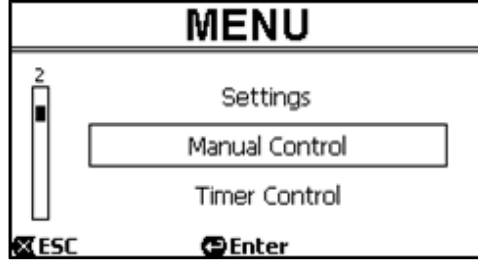 MENU
2
Settings
Manual Control
Timer Control
ESC Enter